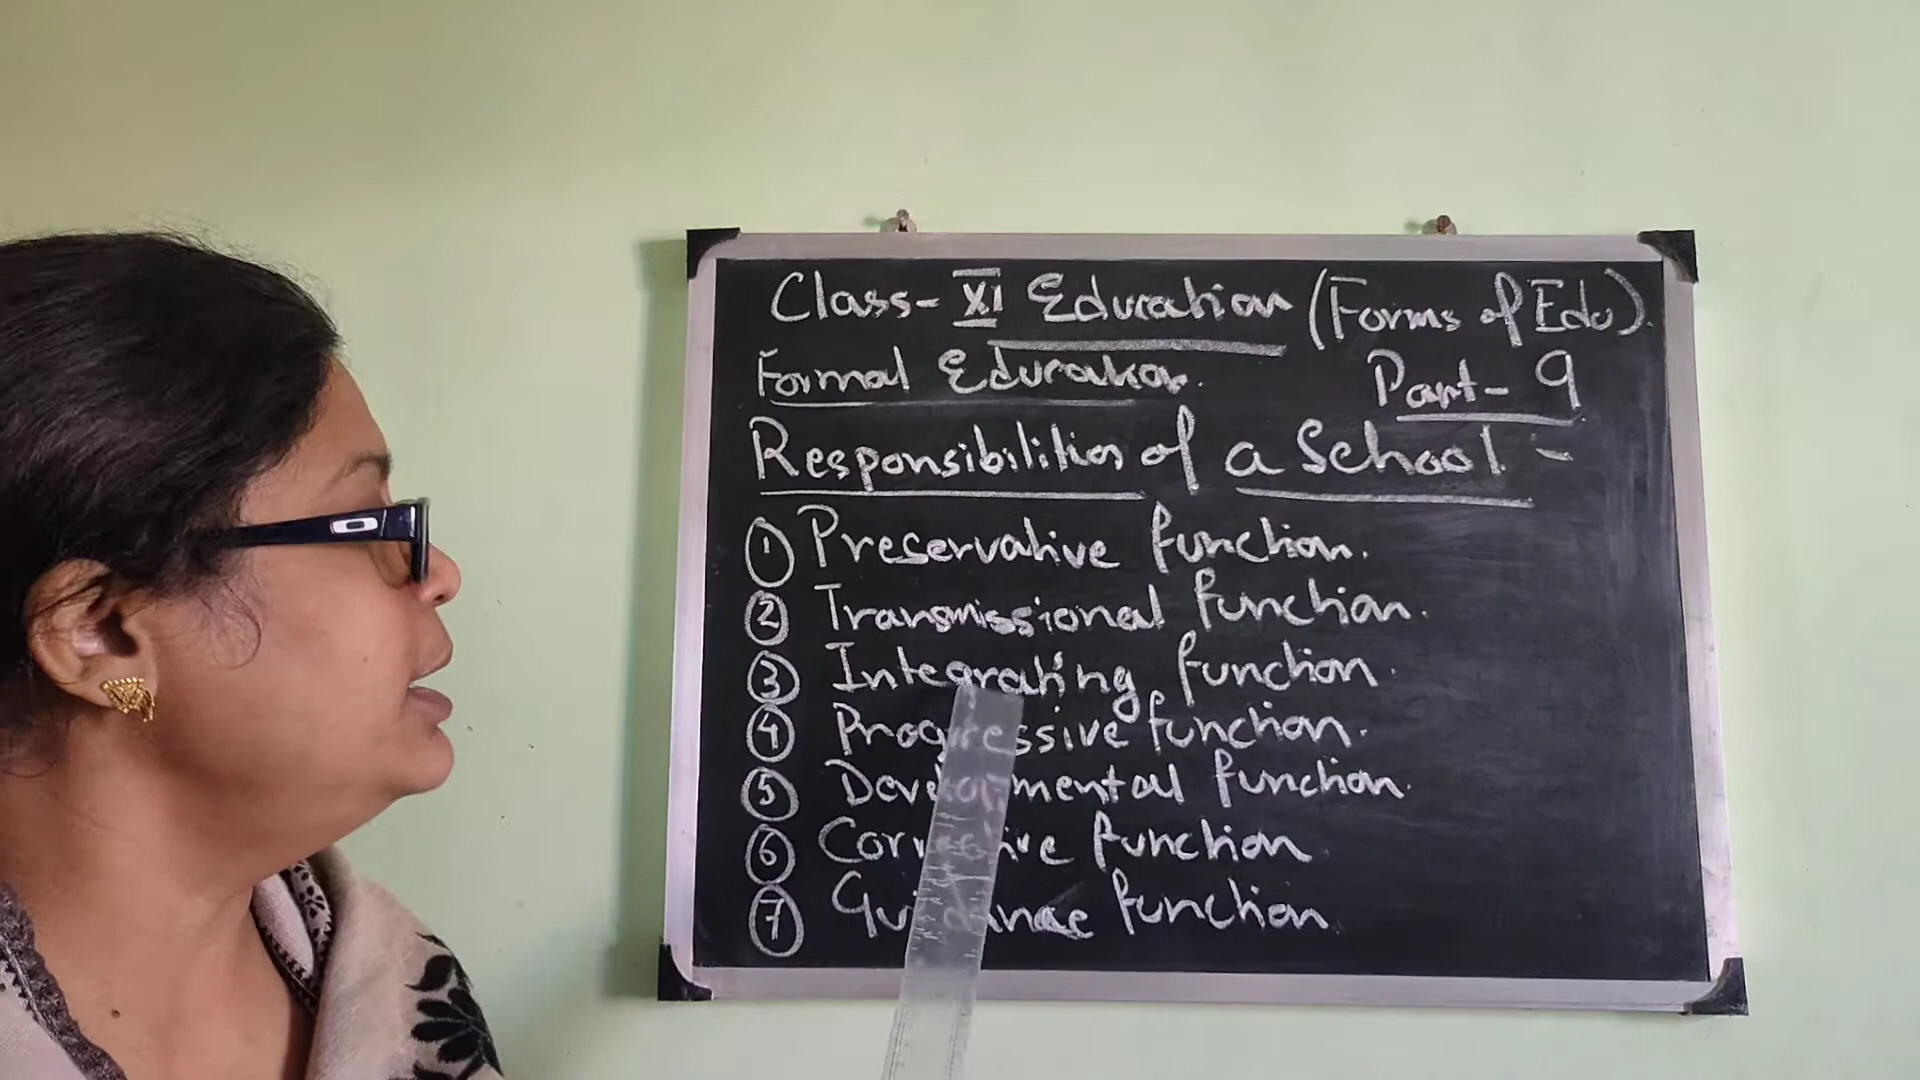 Class- XI Education (Forms of Edu).
Formal Education.
Part- 9
Responsibilities of a School -
① Preservative function.
② Transmissional function.
③ Integrating function.
④ Progressive function.
⑤ Developmental function.
⑥ Corrective function
⑦ Guidance function.